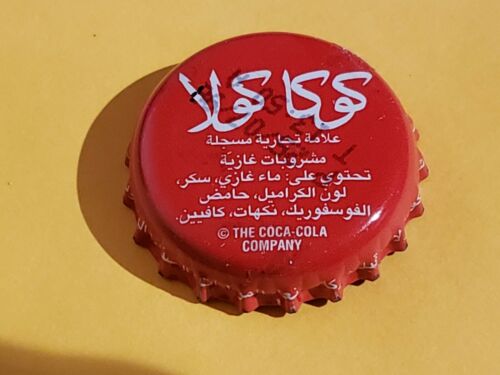 كوكا كولا
علامة تجارية مسجلة
مشروبات غازية
تحتوي على: ماء غازي، سكر،
لون الكراميل، حامض
الفوسفوريك، نكهات، كافيين.
© THE COCA-COLA
COMPANY